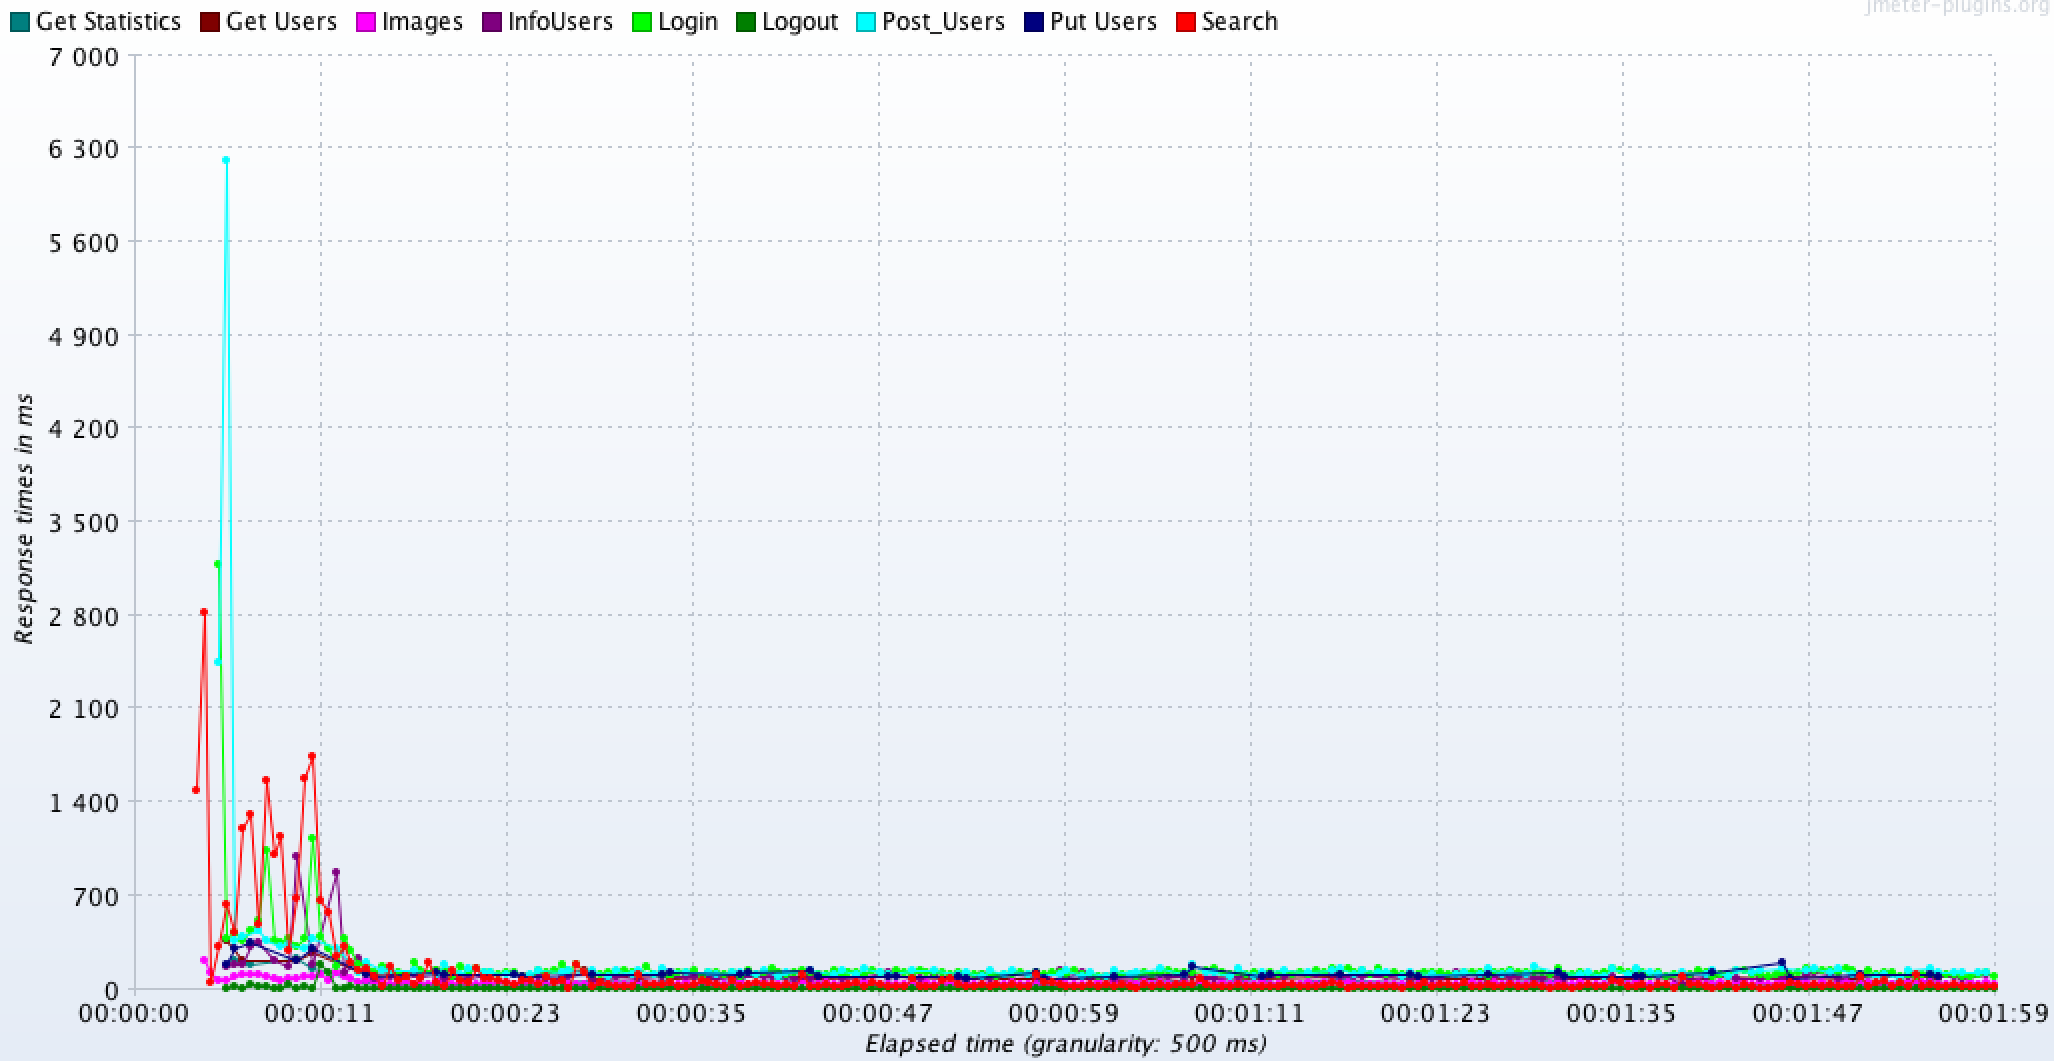 jmeter-plugins.org
Get Statistics Get Users Images InfoUsers Login Logout Post_Users Put Users Search
7 000
6 300
5 600
4 900
4 200
3 500
2 800
2 100
1 400
700
0
Response times in ms
00:00:00 00:00:11 00:00:23 00:00:35 00:00:47 00:00:59 00:01:11 00:01:23 00:01:35 00:01:47 00:01:59
Elapsed time (granularity: 500 ms)